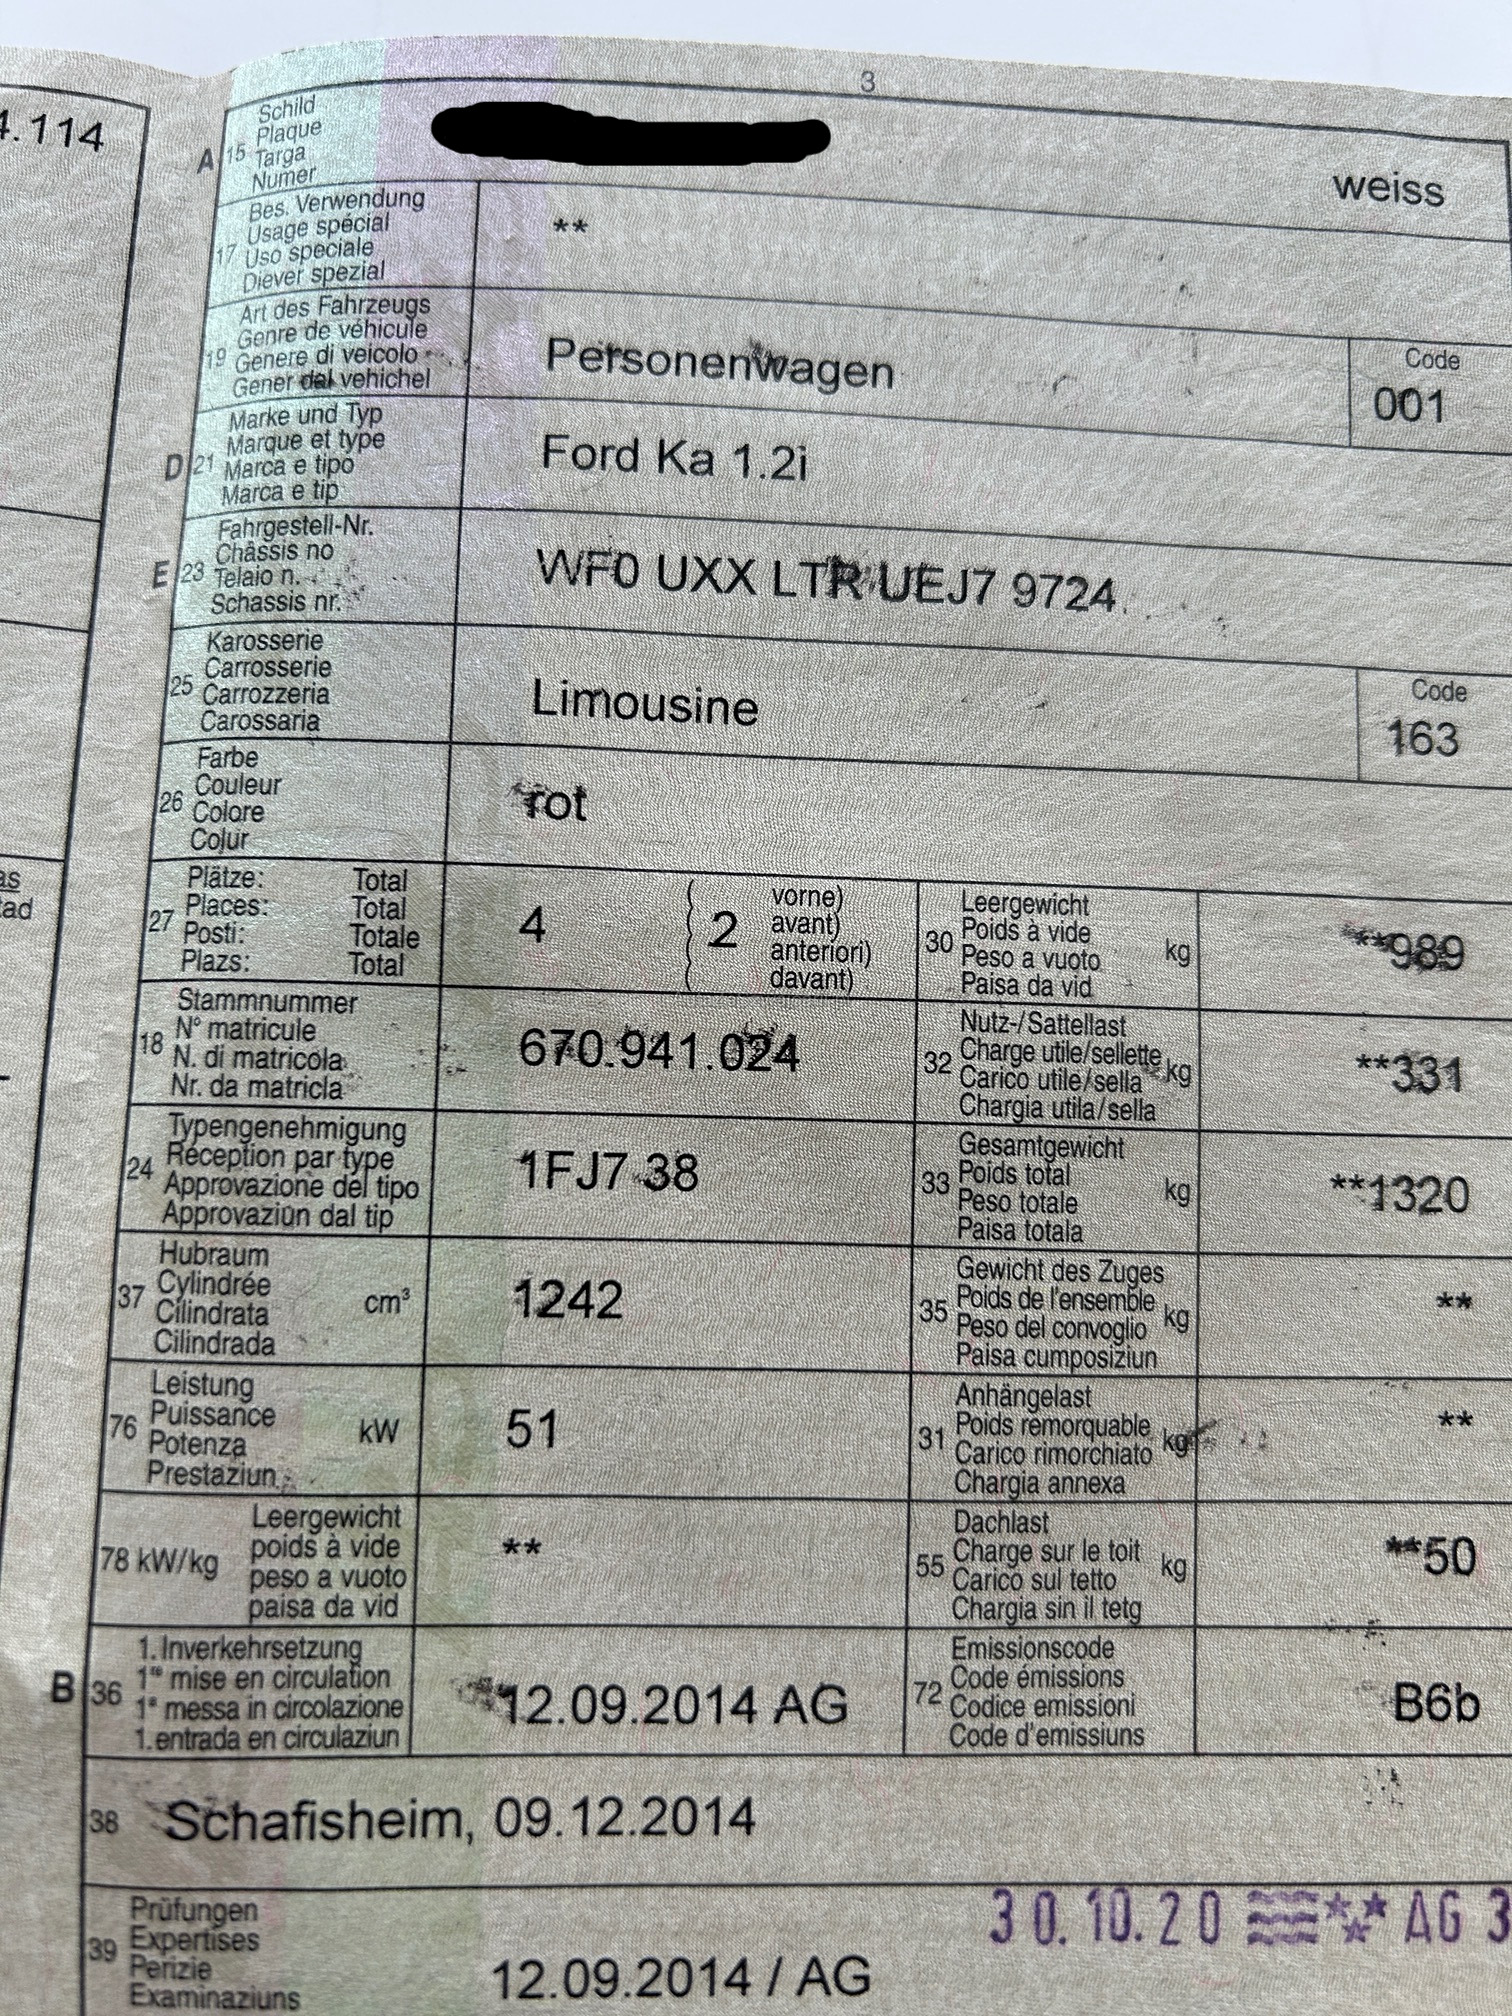 3
4.114
A 15 Schild
Plaque
Targa
Numer
weiss
17 Bes. Verwendung
Usage spécial
Uso speciale
Diever spezial
**
19 Art des Fahrzeugs
Genre de véhicule
Genere di veicolo
Gener dal vehichel
Personenwagen
Code
001
D 21 Marke und Typ
Marque et type
Marca e tipo
Marca e tip
Ford Ka 1.2i
E 23 Fahrgestell-Nr.
Châssis no
Telaio n.
Schassis nr.
WF0 UXX LTR UEJ7 9724
25 Karosserie
Carrosserie
Carrozzeria
Carossaria
Limousine
Code
163
26 Farbe
Couleur
Colore
Colur
rot
27 Plätze: Total
Places: Total
Posti: Totale
Plazs: Total
4
2
vorne)
avant)
anteriori)
davant)
30 Leergewicht
Poids à vide
Peso a vuoto
Paisa da vid
kg
**989
18 Stammnummer
N° matricule
N. di matricola
Nr. da matricla
670.941.024
32 Nutz-/Sattellast
Charge utile/sellette
Carico utile/sella
Chargia utila/sella
kg
**331
24 Typengenehmigung
Réception par type
Approvazione del tipo
Approvaziun dal tip
1FJ7 38
33 Gesamtgewicht
Poids total
Peso totale
Paisa totala
kg
**1320
37 Hubraum
Cylindrée
Cilindrata
Cilindrada
cm³
1242
35 Gewicht des Zuges
Poids de l'ensemble
Peso del convoglio
Paisa cumposiziun
kg
**
76 Leistung
Puissance
Potenza
Prestaziun
kW
51
31 Anhängelast
Poids remorquable
Carico rimorchiato
Chargia annexa
kg
**
78 kW/kg
Leergewicht
poids à vide
peso a vuoto
paisa da vid
**
55 Dachlast
Charge sur le toit
Carico sul tetto
Chargia sin il tetg
kg
**50
B 36 1. Inverkehrsetzung
1re mise en circulation
1a messa in circolazione
1. entrada en circulaziun
12.09.2014 AG
72 Emissionscode
Code émissions
Codice emissioni
Code d'emissiuns
B6b
38 Schafisheim, 09.12.2014
39 Prüfungen
Expertises
Perizie
Examinaziuns
30.10.20 AG 3
12.09.2014 / AG